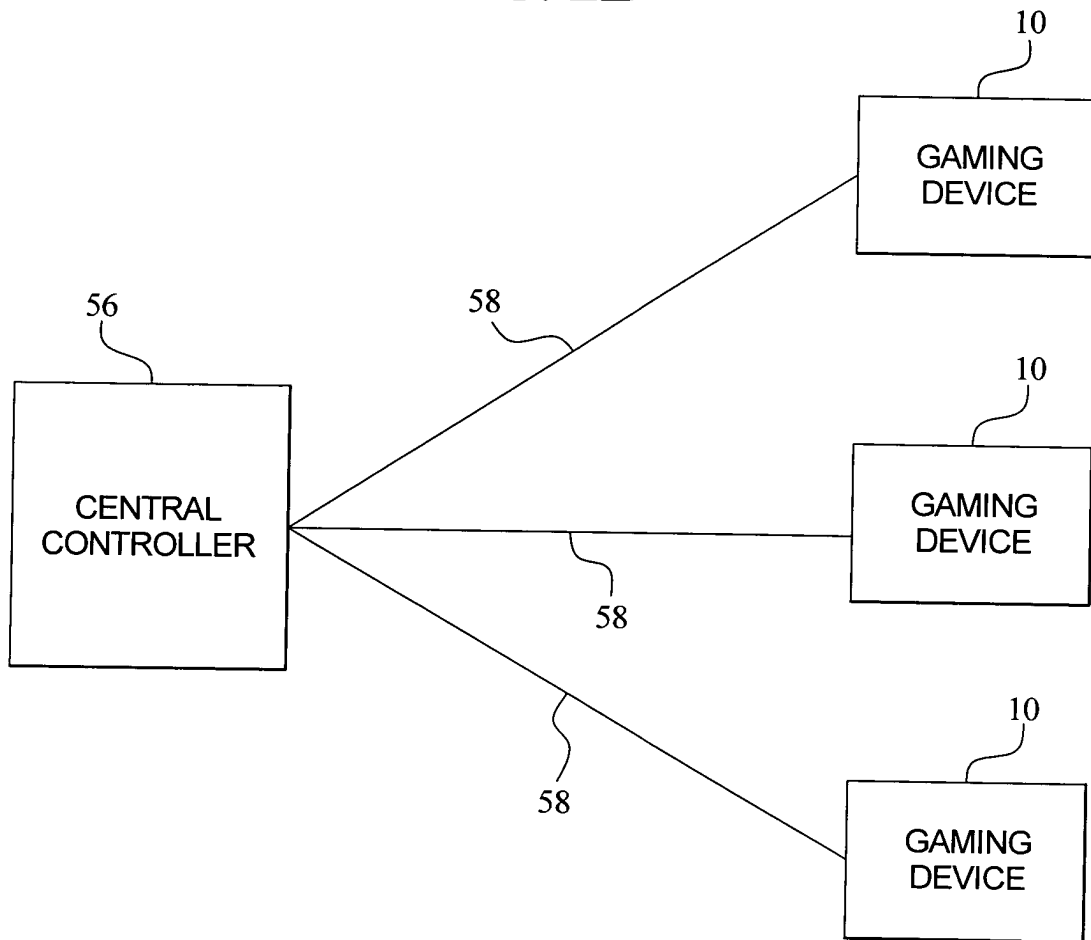 10
GAMING
DEVICE
58
56
10
CENTRAL
CONTROLLER
GAMING
DEVICE
58
10
58
GAMING
DEVICE